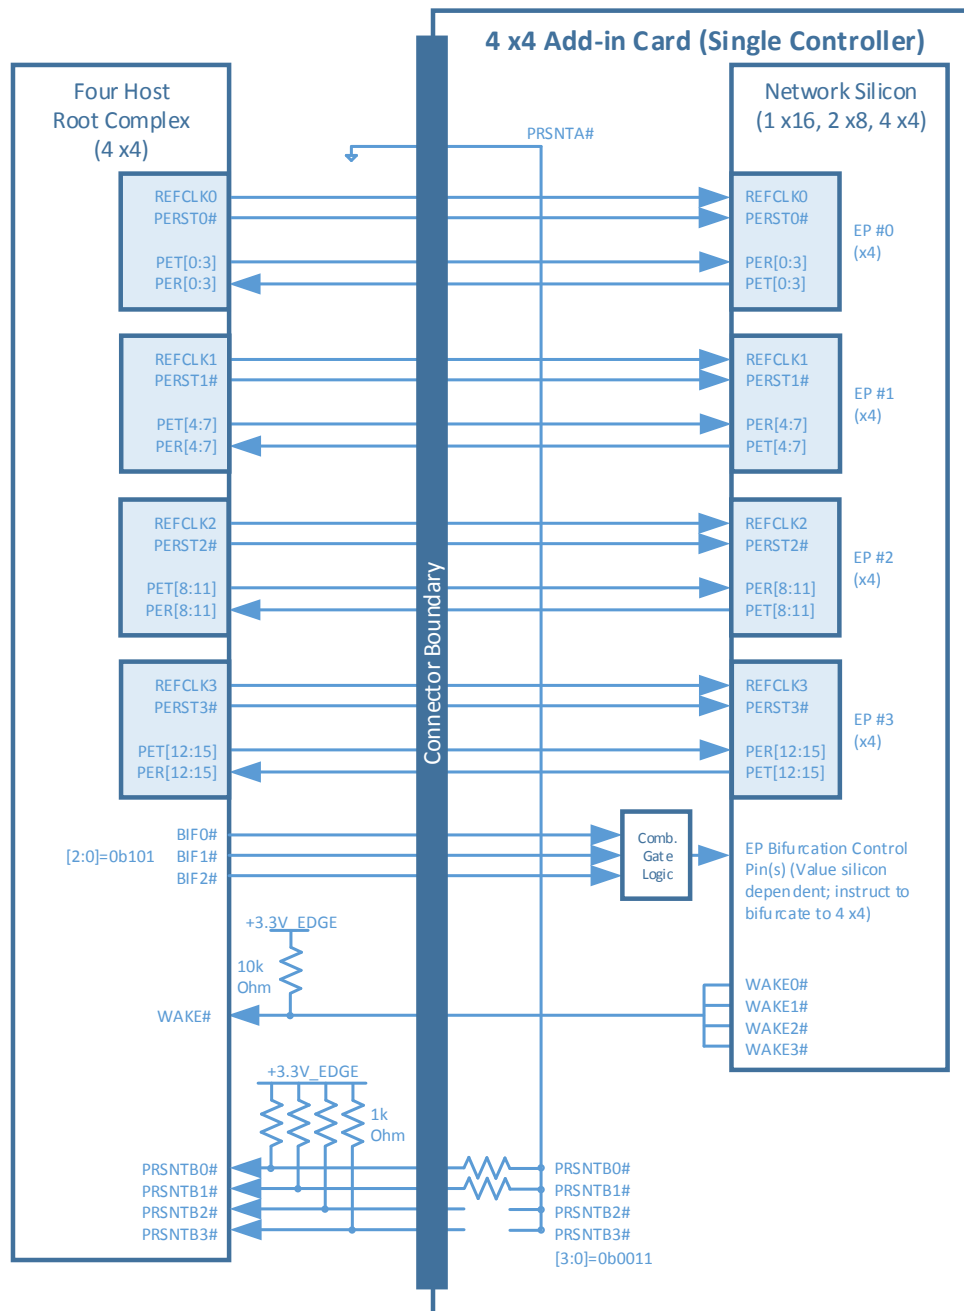 4 x4 Add-in Card (Single Controller)
Four Host
Root Complex
(4 x4)
Network Silicon
(1 x16, 2 x8, 4 x4)
PRSNTA#
REFCLK0
PERST0#
PET[0:3]
PER[0:3]
REFCLK0
PERST0#
PER[0:3]
PET[0:3]
EP #0
(x4)
REFCLK1
PERST1#
PET[4:7]
PER[4:7]
REFCLK1
PERST1#
PER[4:7]
PET[4:7]
EP #1
(x4)
REFCLK2
PERST2#
PET[8:11]
PER[8:11]
REFCLK2
PERST2#
PER[8:11]
PET[8:11]
EP #2
(x4)
Connector Boundary
REFCLK3
PERST3#
PET[12:15]
PER[12:15]
REFCLK3
PERST3#
PER[12:15]
PET[12:15]
EP #3
(x4)
[2:0]=0b101
BIF0#
BIF1#
BIF2#
Comb.
Gate
Logic
EP Bifurcation Control
Pin(s) (Value silicon
dependent; instruct to
bifurcate to 4 x4)
+3.3V_EDGE
10k
Ohm
WAKE#
WAKE0#
WAKE1#
WAKE2#
WAKE3#
+3.3V_EDGE
1k
Ohm
PRSNTB0#
PRSNTB1#
PRSNTB2#
PRSNTB3#
PRSNTB0#
PRSNTB1#
PRSNTB2#
PRSNTB3#
[3:0]=0b0011